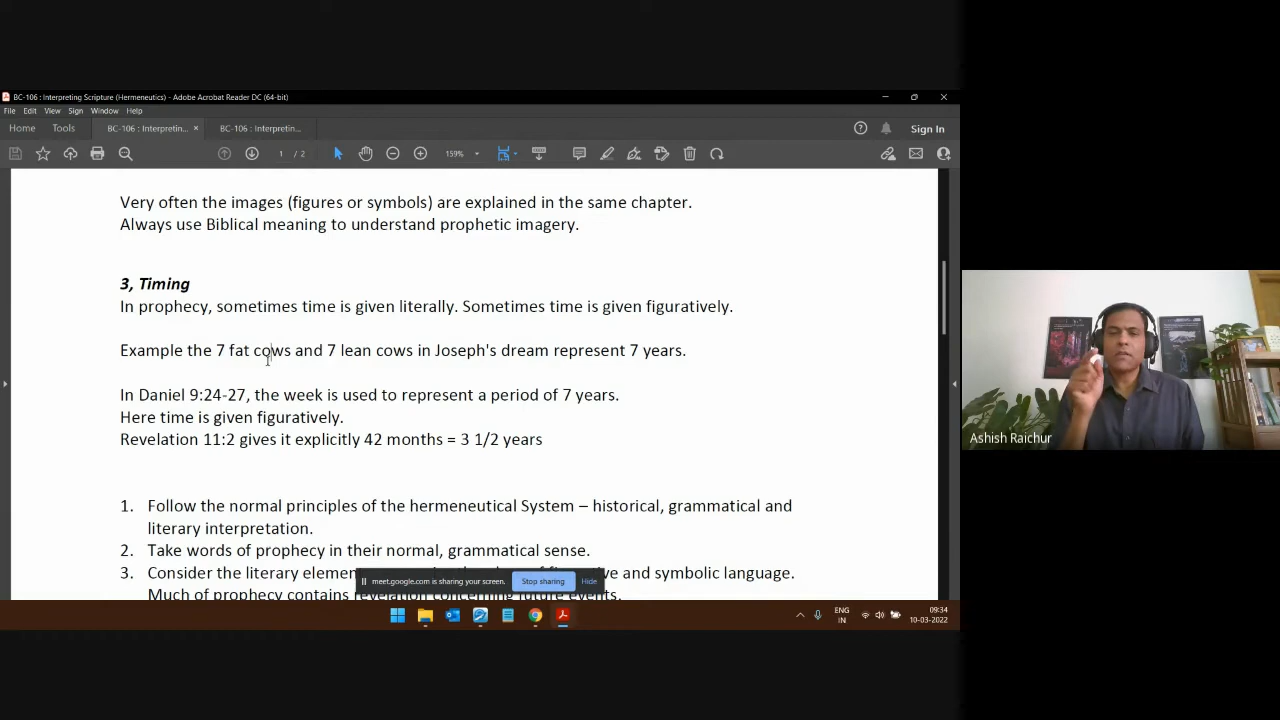 BC-106 : Interpreting Scripture (Hermeneutics) - Adobe Acrobat Reader DC (64-bit)
File Edit View Sign Window Help
Home Tools BC-106 : Interpretin... × BC-106 : Interpretin...
Sign In
1 / 2 159%
Very often the images (figures or symbols) are explained in the same chapter.
Always use Biblical meaning to understand prophetic imagery.
3, Timing
In prophecy, sometimes time is given literally. Sometimes time is given figuratively.
Example the 7 fat cows and 7 lean cows in Joseph's dream represent 7 years.
In Daniel 9:24-27, the week is used to represent a period of 7 years.
Here time is given figuratively.
Revelation 11:2 gives it explicitly 42 months = 3 1/2 years
1. Follow the normal principles of the hermeneutical System – historical, grammatical and
literary interpretation.
2. Take words of prophecy in their normal, grammatical sense.
3. Consider the literary and symbolic language.
Much of prophecy contains revelation concerning future events.
meet.google.com is sharing your screen. Stop sharing Hide
ENG
IN
09:34
10-03-2022
Ashish Raichur